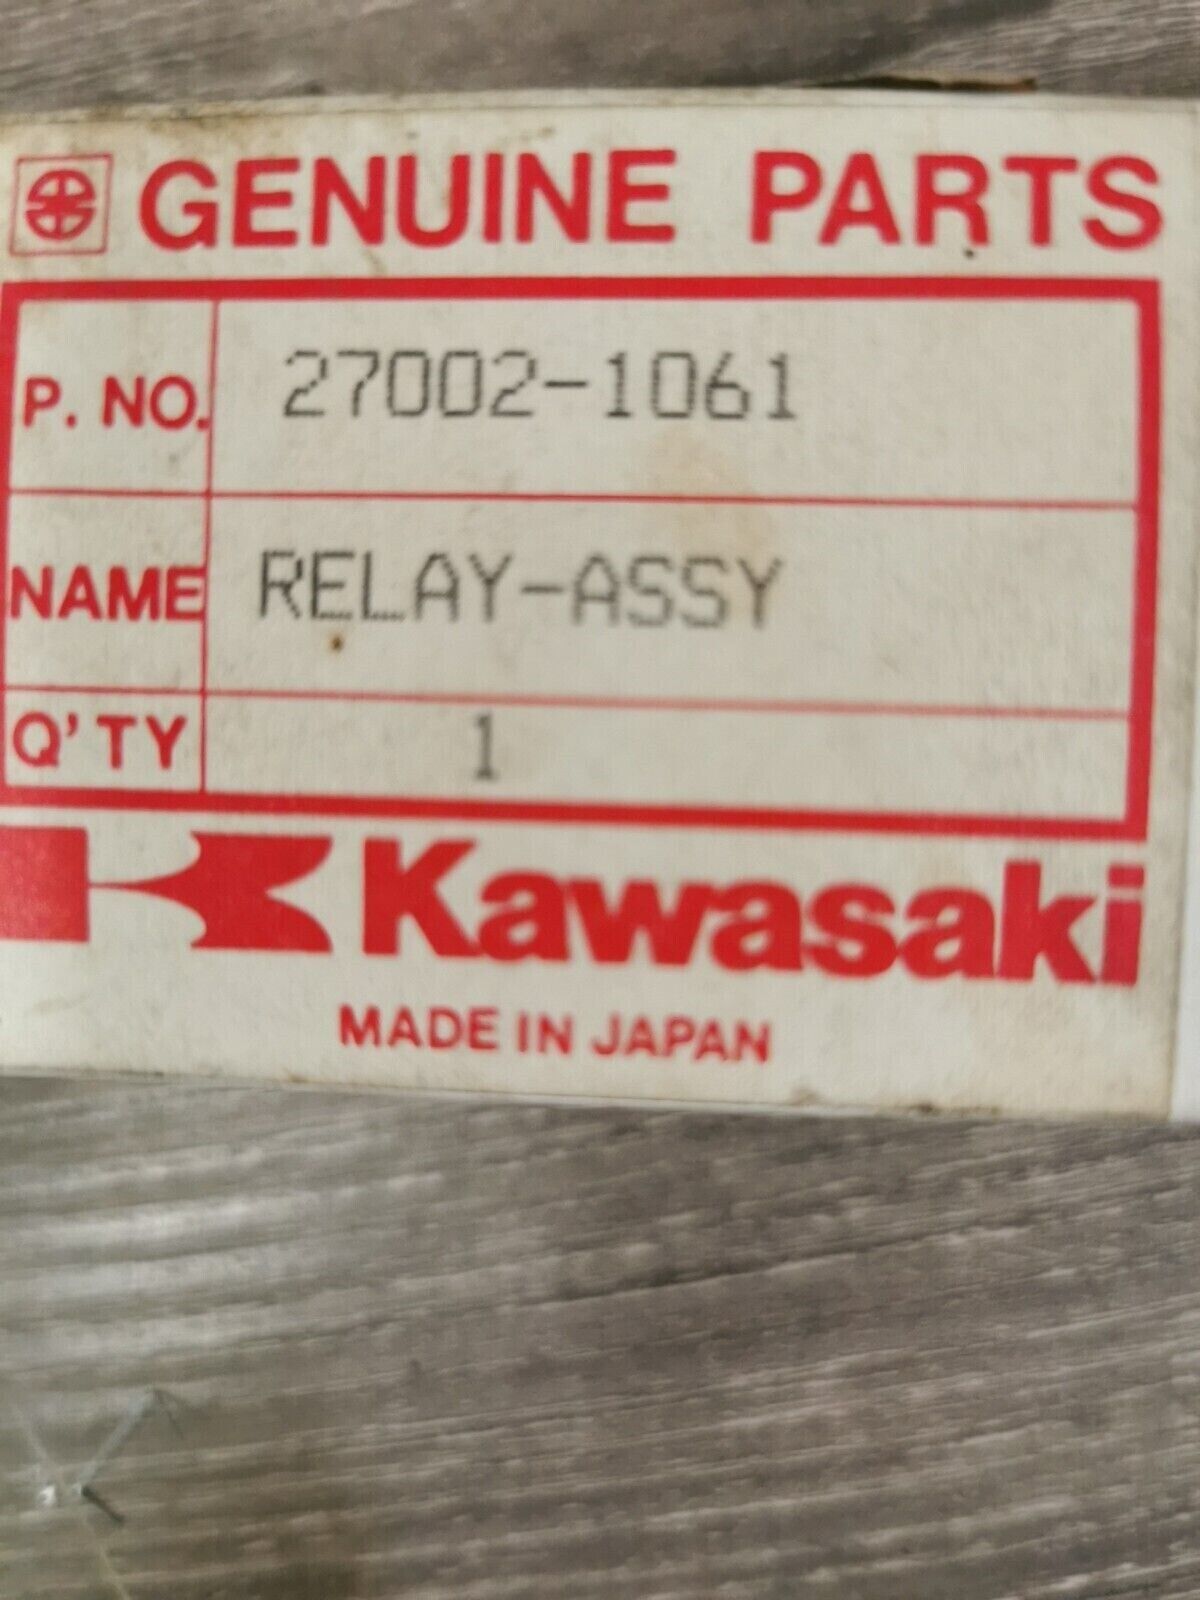 GENUINE PARTS
P. NO. 27002-1061
NAME RELAY-ASSY
Q'TY 1
Kawasaki
MADE IN JAPAN